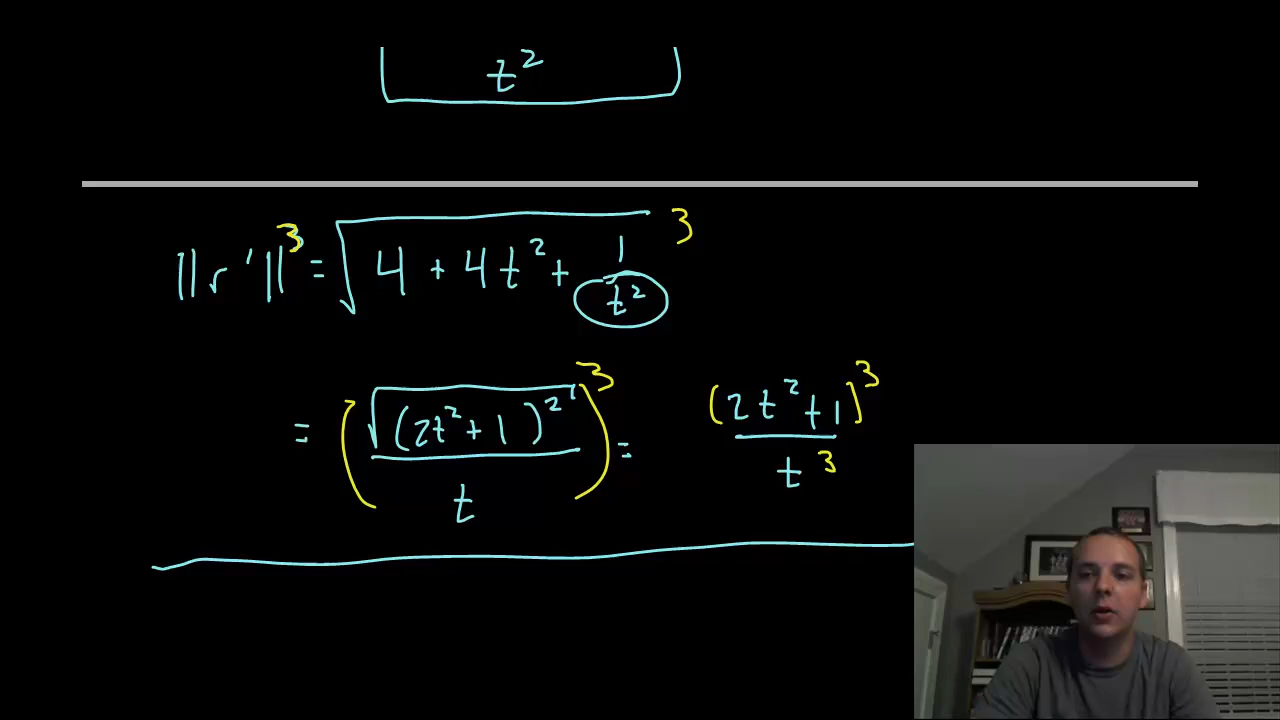 t²
||r'||³ = √(4 + 4t² + 1/t²)³
= (√((2t²+1)²)/t)³ = (2t²+1)³/t³